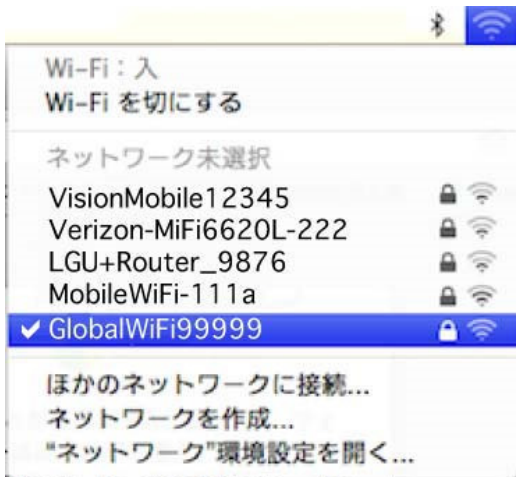 Wi-Fi：入
Wi-Fi を切にする
ネットワーク未選択
VisionMobile12345
Verizon-MiFi6620L-222
LGU+Router_9876
MobileWiFi-111a
GlobalWiFi99999
ほかのネットワークに接続...
ネットワークを作成...
“ネットワーク”環境設定を開く...